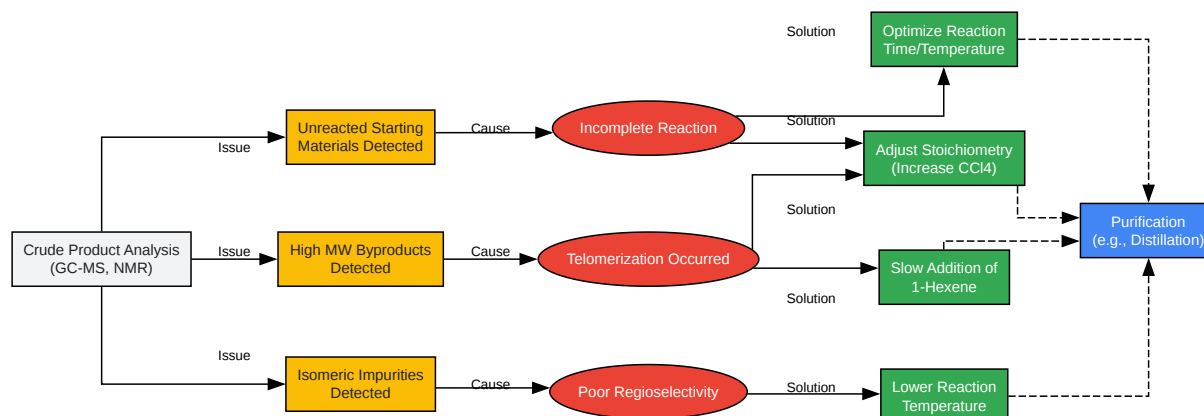 Solution
Optimize Reaction
Time/Temperature
Unreacted Starting
Materials Detected
Issue
Cause
Incomplete Reaction
Solution
Adjust Stoichiometry
(Increase CCl4)
Solution
Crude Product Analysis
(GC-MS, NMR)
Issue
High MW Byproducts
Detected
Cause
Telomerization Occurred
Slow Addition of
1-Hexene
Solution
Purification
(e.g., Distillation)
Issue
Isomeric Impurities
Detected
Cause
Poor Regioselectivity
Solution
Lower Reaction
Temperature